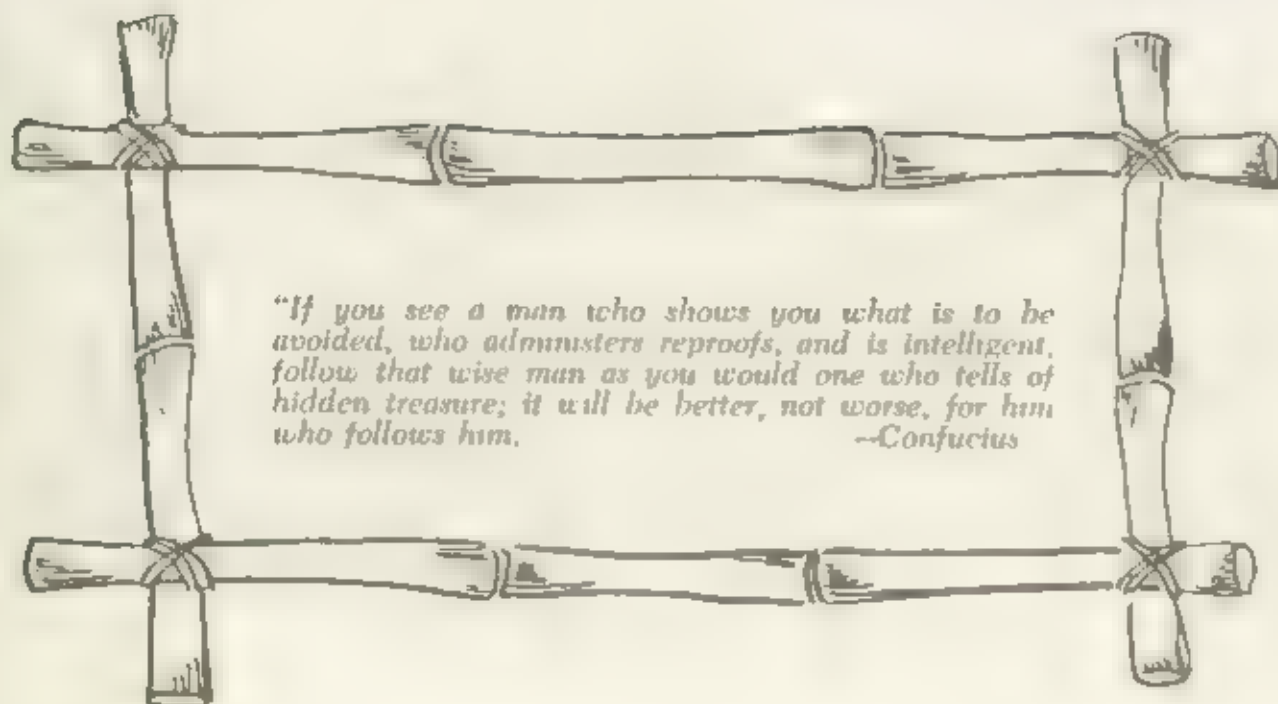 “If you see a man who shows you what is to be
avoided, who administers reproofs, and is intelligent,
follow that wise man as you would one who tells of
hidden treasure; it will be better, not worse, for him
who follows him.
—Confucius